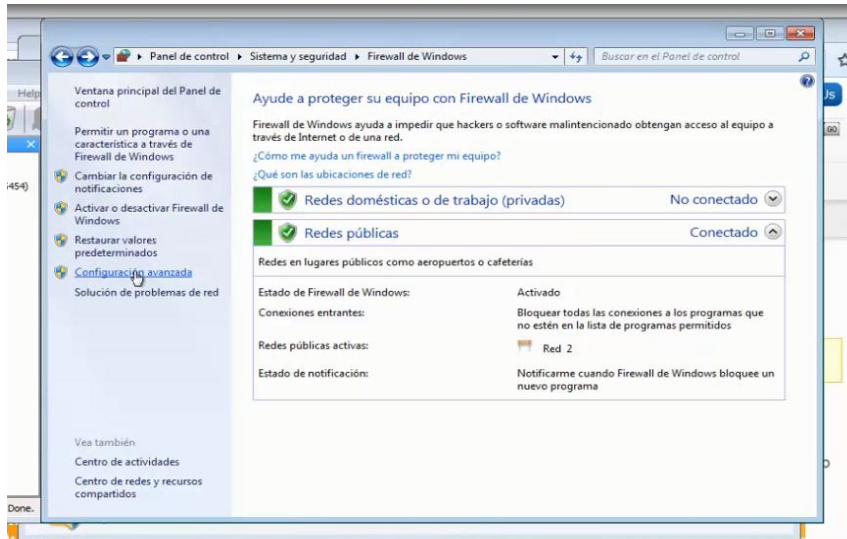 Panel de control ▸ Sistema y seguridad ▸ Firewall de Windows
Buscar en el Panel de control
Help
Us
GO
5454)
Ventana principal del Panel de
control
Permitir un programa o una
característica a través de
Firewall de Windows
Cambiar la configuración de
notificaciones
Activar o desactivar Firewall de
Windows
Restaurar valores
predeterminados
Configuración avanzada
Solución de problemas de red
Vea también
Centro de actividades
Centro de redes y recursos
compartidos
Ayude a proteger su equipo con Firewall de Windows
Firewall de Windows ayuda a impedir que hackers o software malintencionado obtengan acceso al equipo a
través de Internet o de una red.
¿Cómo me ayuda un firewall a proteger mi equipo?
¿Qué son las ubicaciones de red?
Redes domésticas o de trabajo (privadas) No conectado
Redes públicas Conectado
Redes en lugares públicos como aeropuertos o cafeterías
Estado de Firewall de Windows: Activado
Conexiones entrantes: Bloquear todas las conexiones a los programas que
no estén en la lista de programas permitidos
Redes públicas activas: Red 2
Estado de notificación: Notificarme cuando Firewall de Windows bloquee un
nuevo programa
Done.